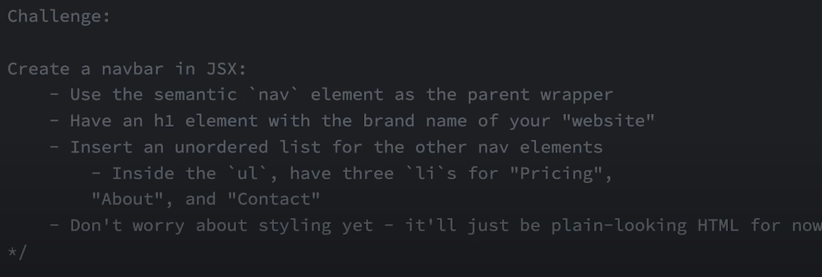 Challenge:
Create a navbar in JSX:
- Use the semantic `nav` element as the parent wrapper
- Have an h1 element with the brand name of your "website"
- Insert an unordered list for the other nav elements
- Inside the `ul`, have three `li`s for "Pricing",
"About", and "Contact"
- Don't worry about styling yet - it'll just be plain-looking HTML for now
*/